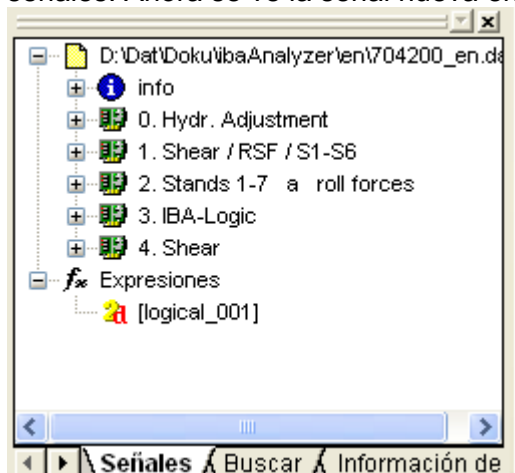 señales. Ahora se ve la señal nueva en
D:\Dat\Doku\ibaAnalyzer\en\704200_en.da
info
0. Hydr. Adjustment
1. Shear / RSF / S1-S6
2. Stands 1-7 a roll forces
3. IBA-Logic
4. Shear
fx Expresiones
[logical_001]
Señales Buscar Información de